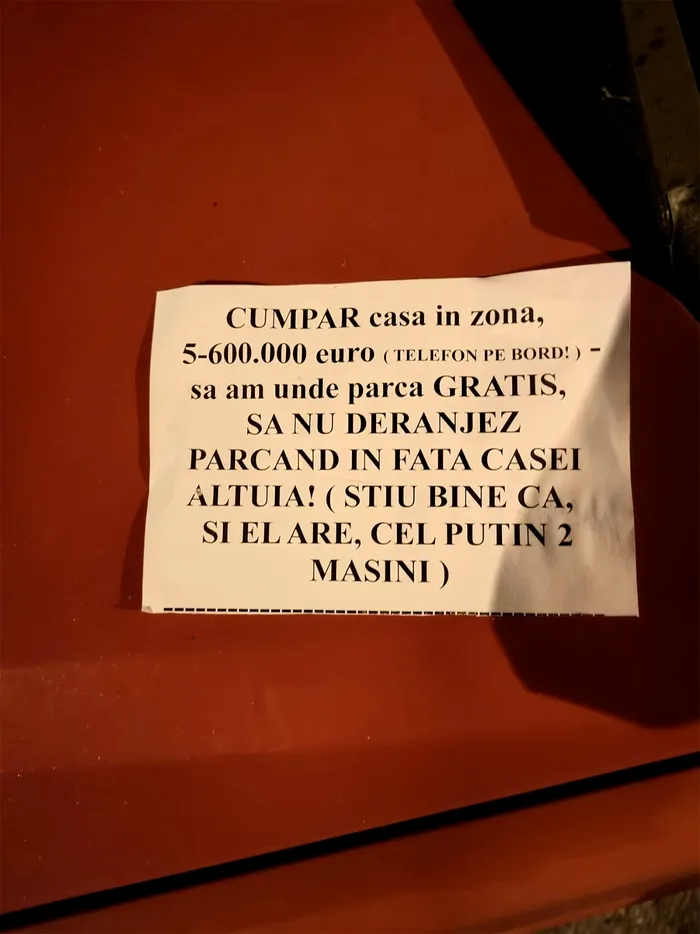 CUMPAR casa in zona,
5-600.000 euro ( TELEFON PE BORD! ) -
sa am unde parca GRATIS,
SA NU DERANJEZ
PARCAND IN FATA CASEI
ALTUIA! ( STIU BINE CA,
SI EL ARE, CEL PUTIN 2
MASINI )